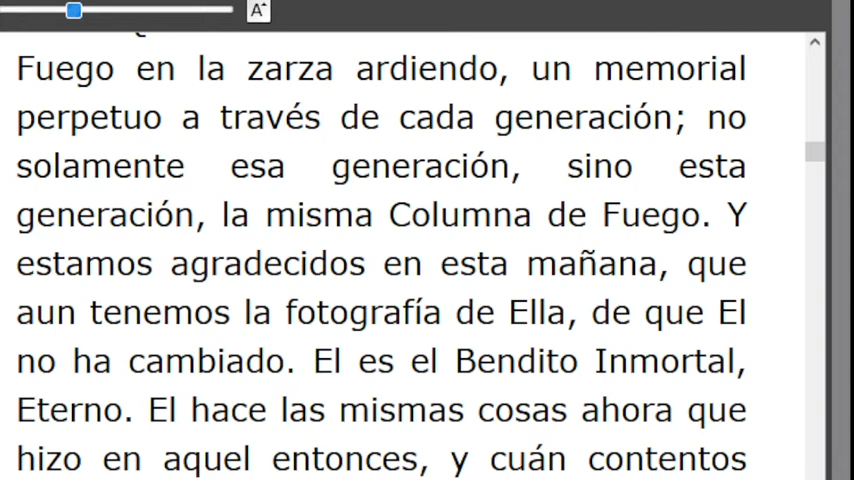 A
Fuego en la zarza ardiendo, un memorial
perpetuo a través de cada generación; no
solamente esa generación, sino esta
generación, la misma Columna de Fuego. Y
estamos agradecidos en esta mañana, que
aun tenemos la fotografía de Ella, de que El
no ha cambiado. El es el Bendito Inmortal,
Eterno. El hace las mismas cosas ahora que
hizo en aquel entonces, y cuán contentos